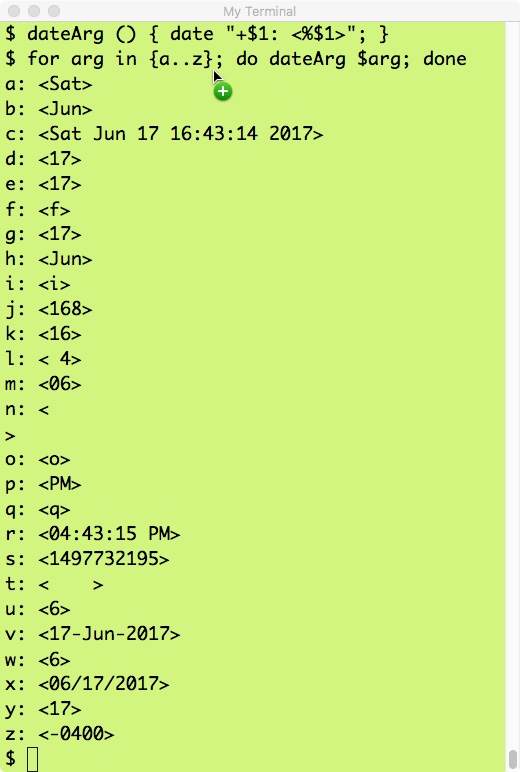 My Terminal
$ dateArg () { date "+$1: <%$1>"; }
$ for arg in {a..z}; do dateArg $arg; done
a: <Sat>
b: <Jun>
c: <Sat Jun 17 16:43:14 2017>
d: <17>
e: <17>
f: <f>
g: <17>
h: <Jun>
i: <i>
j: <168>
k: <16>
l: < 4>
m: <06>
n: <
>
o: <o>
p: <PM>
q: <q>
r: <04:43:15 PM>
s: <1497732195>
t: <    >
u: <6>
v: <17-Jun-2017>
w: <6>
x: <06/17/2017>
y: <17>
z: <-0400>
$